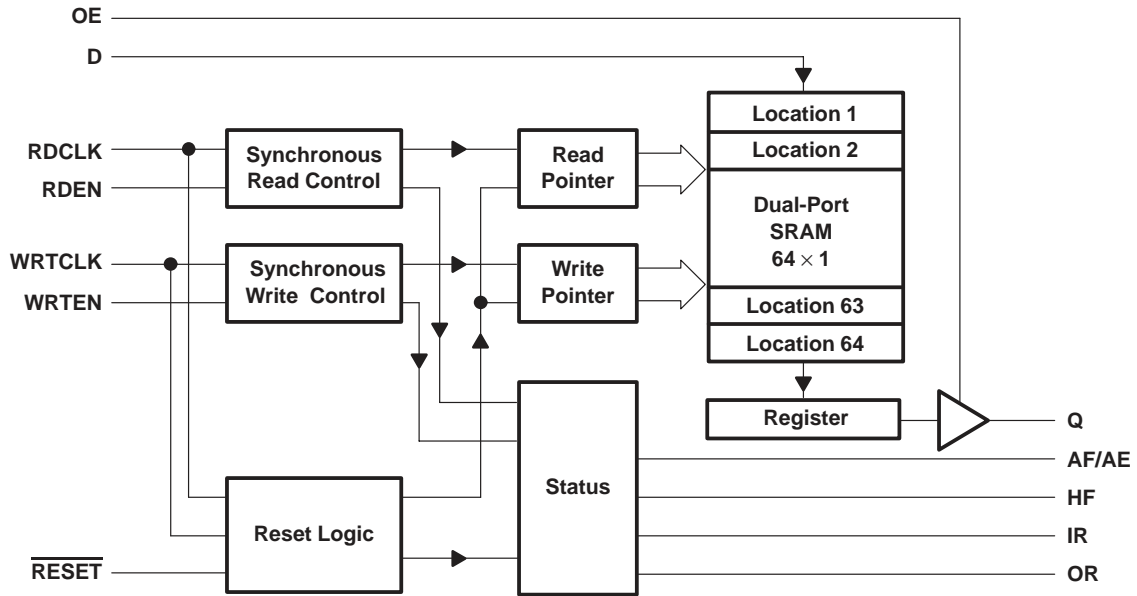 OE
D
RDCLK
RDEN
WRTCLK
WRTEN
RESET
Synchronous
Read Control
Synchronous
Write Control
Reset Logic
Read
Pointer
Write
Pointer
Status
Location 1
Location 2
Dual-Port
SRAM
64 × 1
Location 63
Location 64
Register
Q
AF/AE
HF
IR
OR